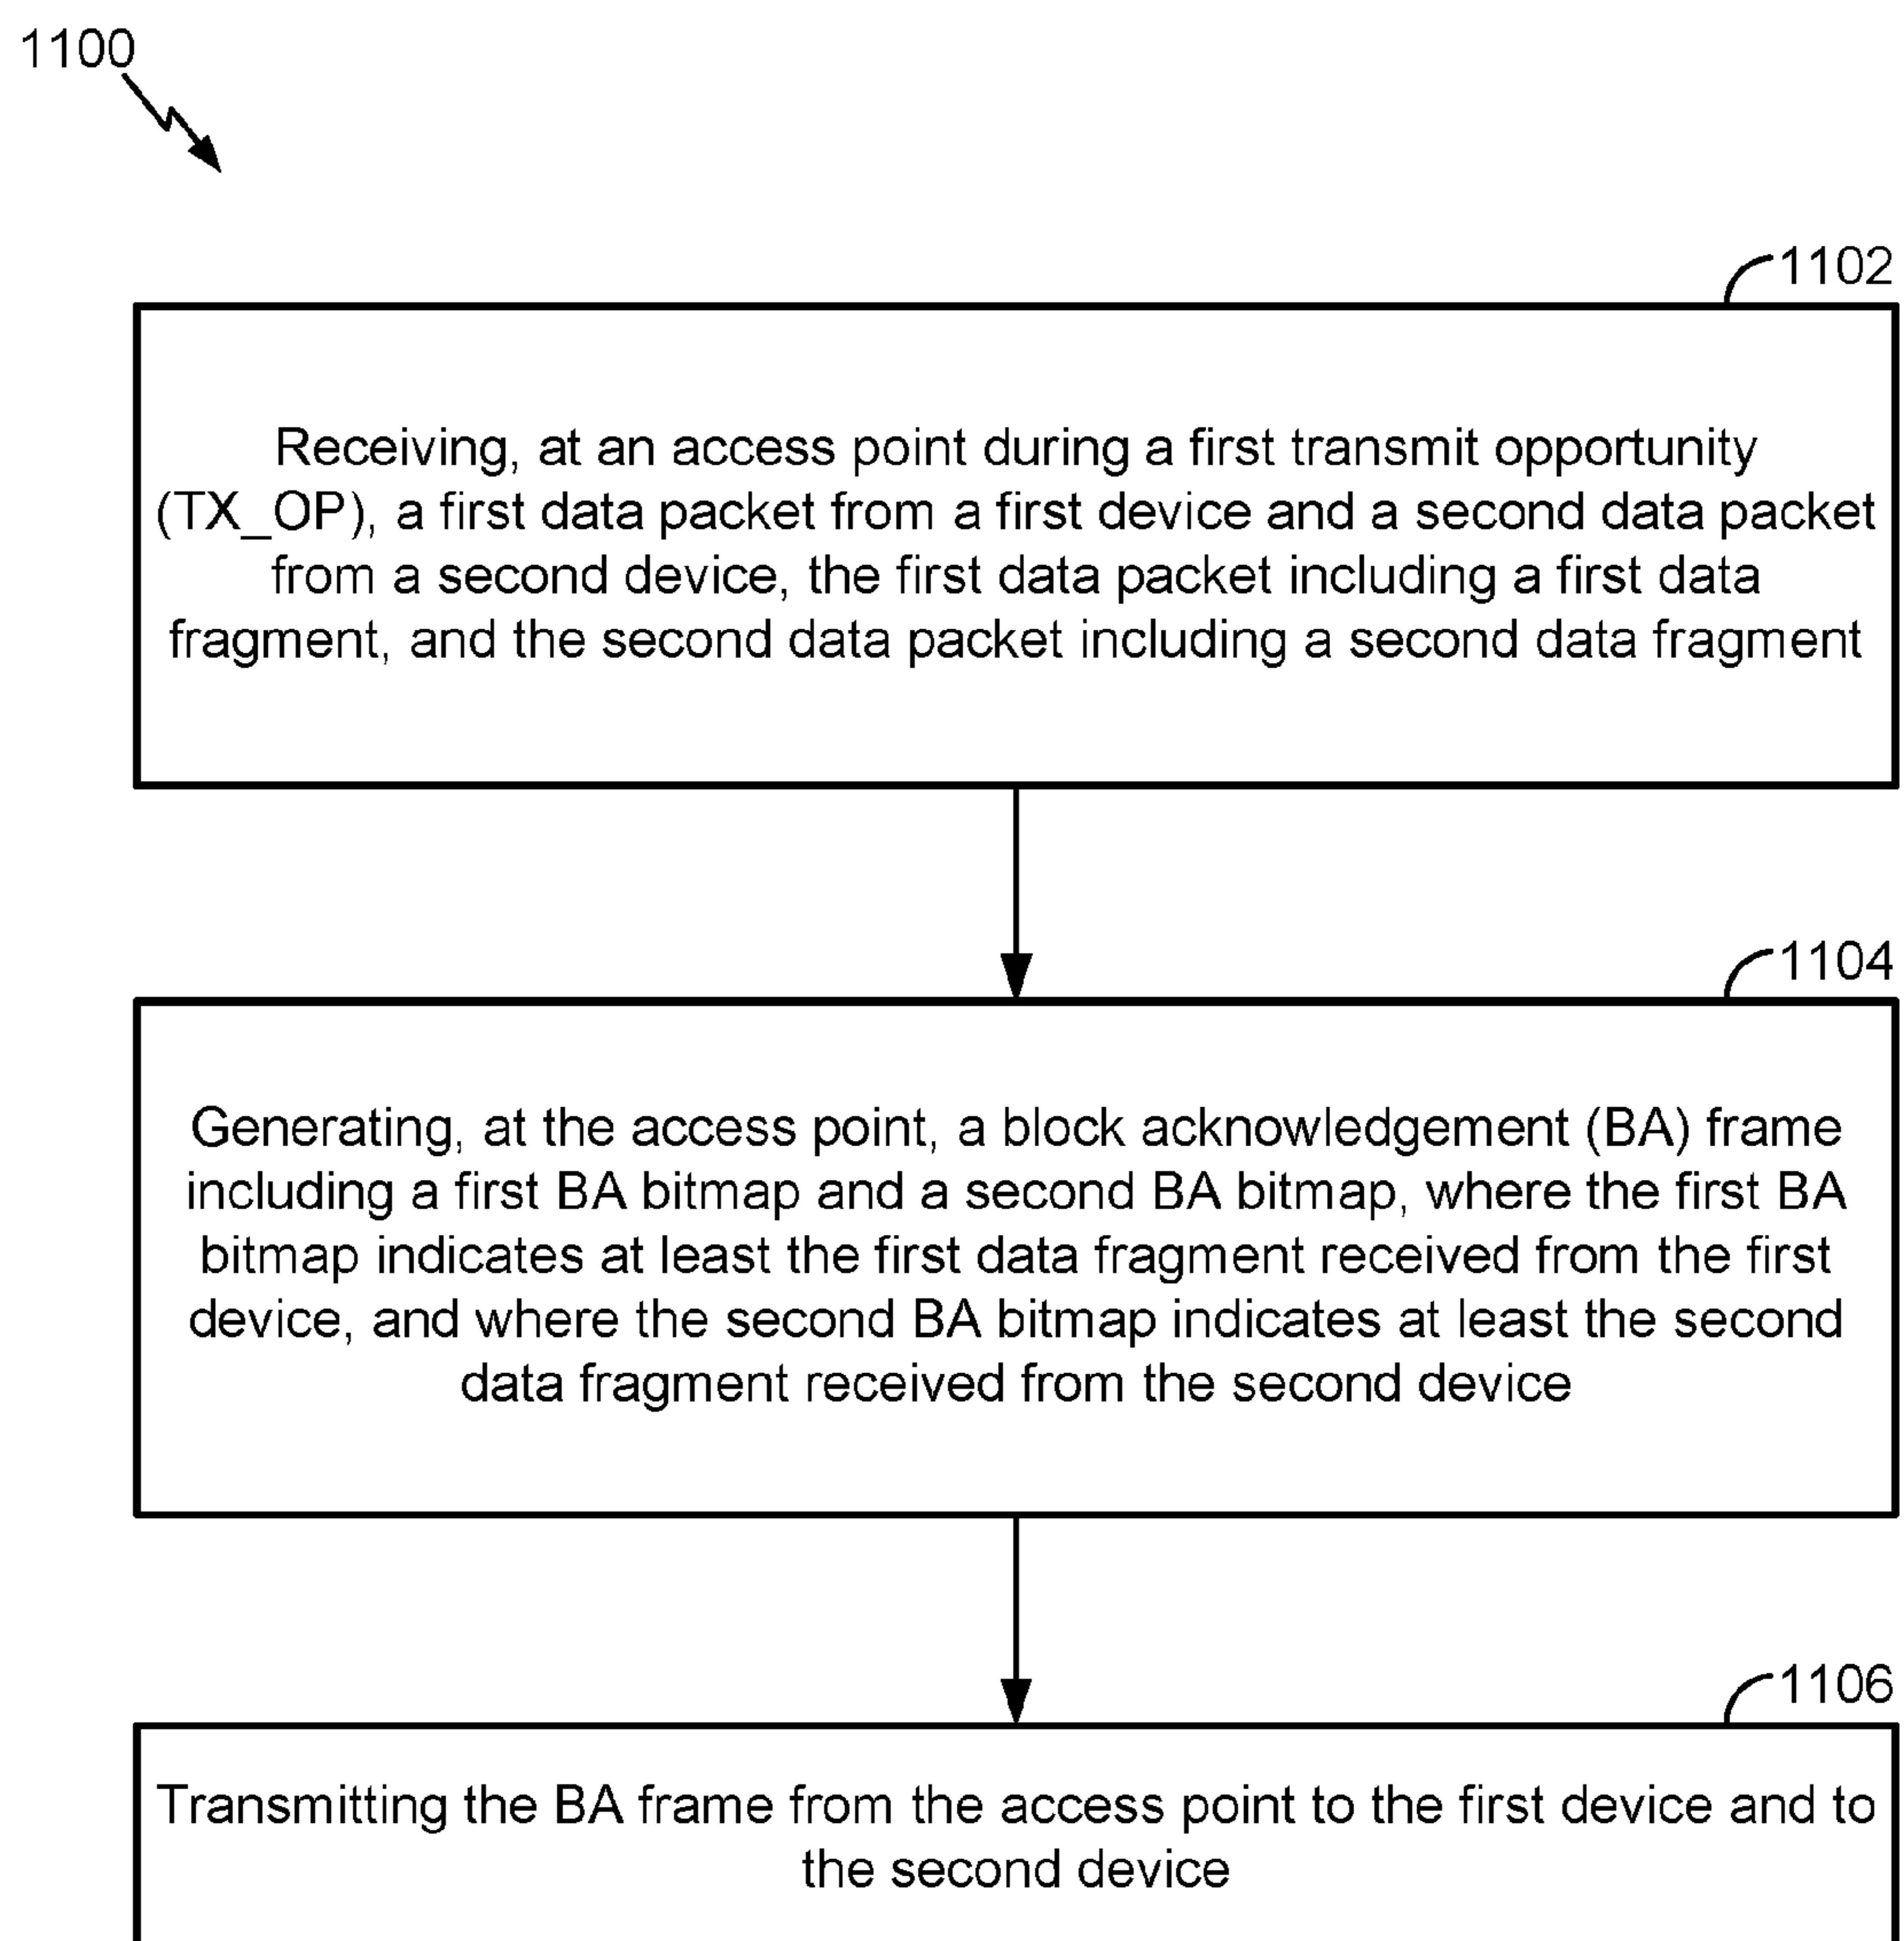 1100
1102
Receiving, at an access point during a first transmit opportunity
(TX_OP), a first data packet from a first device and a second data packet
from a second device, the first data packet including a first data
fragment, and the second data packet including a second data fragment
1104
Generating, at the access point, a block acknowledgement (BA) frame
including a first BA bitmap and a second BA bitmap, where the first BA
bitmap indicates at least the first data fragment received from the first
device, and where the second BA bitmap indicates at least the second
data fragment received from the second device
1106
Transmitting the BA frame from the access point to the first device and to
the second device